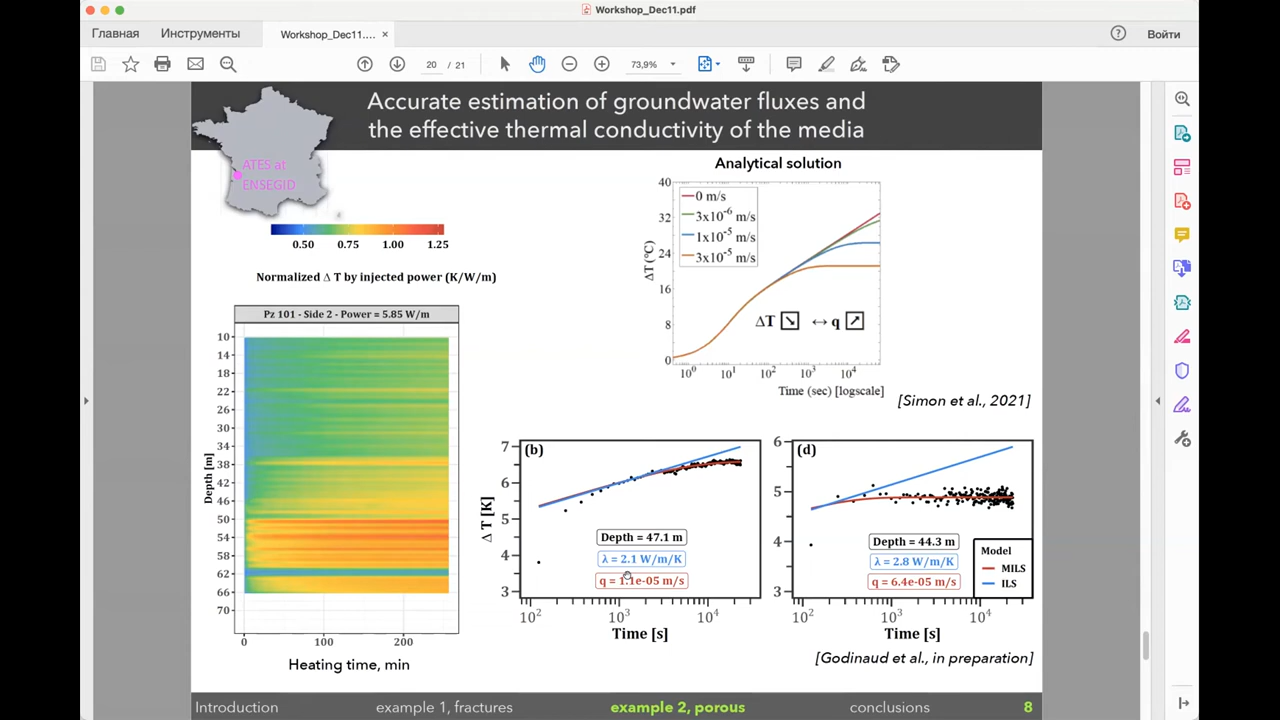 Workshop_Dec11.pdf
Главная
Инструменты
Workshop_Dec11.... ×
Войти
20 / 21
73,9%
Accurate estimation of groundwater fluxes and
the effective thermal conductivity of the media
ATES at
ENSEGID
0.50 0.75 1.00 1.25
Normalized Δ T by injected power (K/W/m)
Pz 101 - Side 2 - Power = 5.85 W/m
10
14
18
22
26
30
34
38
42
46
50
54
58
62
66
70
Depth [m]
0 100 200
Heating time, min
Analytical solution
40
32
24
16
8
0
ΔT (°C)
0 m/s
3x10⁻⁶ m/s
1x10⁻⁵ m/s
3x10⁻⁵ m/s
ΔT ↘ ↔ q ↗
10⁰ 10¹ 10² 10³ 10⁴
Time (sec) [logscale]
[Simon et al., 2021]
(b)
7
6
5
4
3
Δ T [K]
Depth = 47.1 m
λ = 2.1 W/m/K
q = 1.1e-05 m/s
10² 10³ 10⁴
Time [s]
(d)
6
5
4
3
Depth = 44.3 m
λ = 2.8 W/m/K
q = 6.4e-05 m/s
Model
MILS
ILS
10² 10³ 10⁴
Time [s]
[Godinaud et al., in preparation]
Introduction
example 1, fractures
example 2, porous
conclusions
8